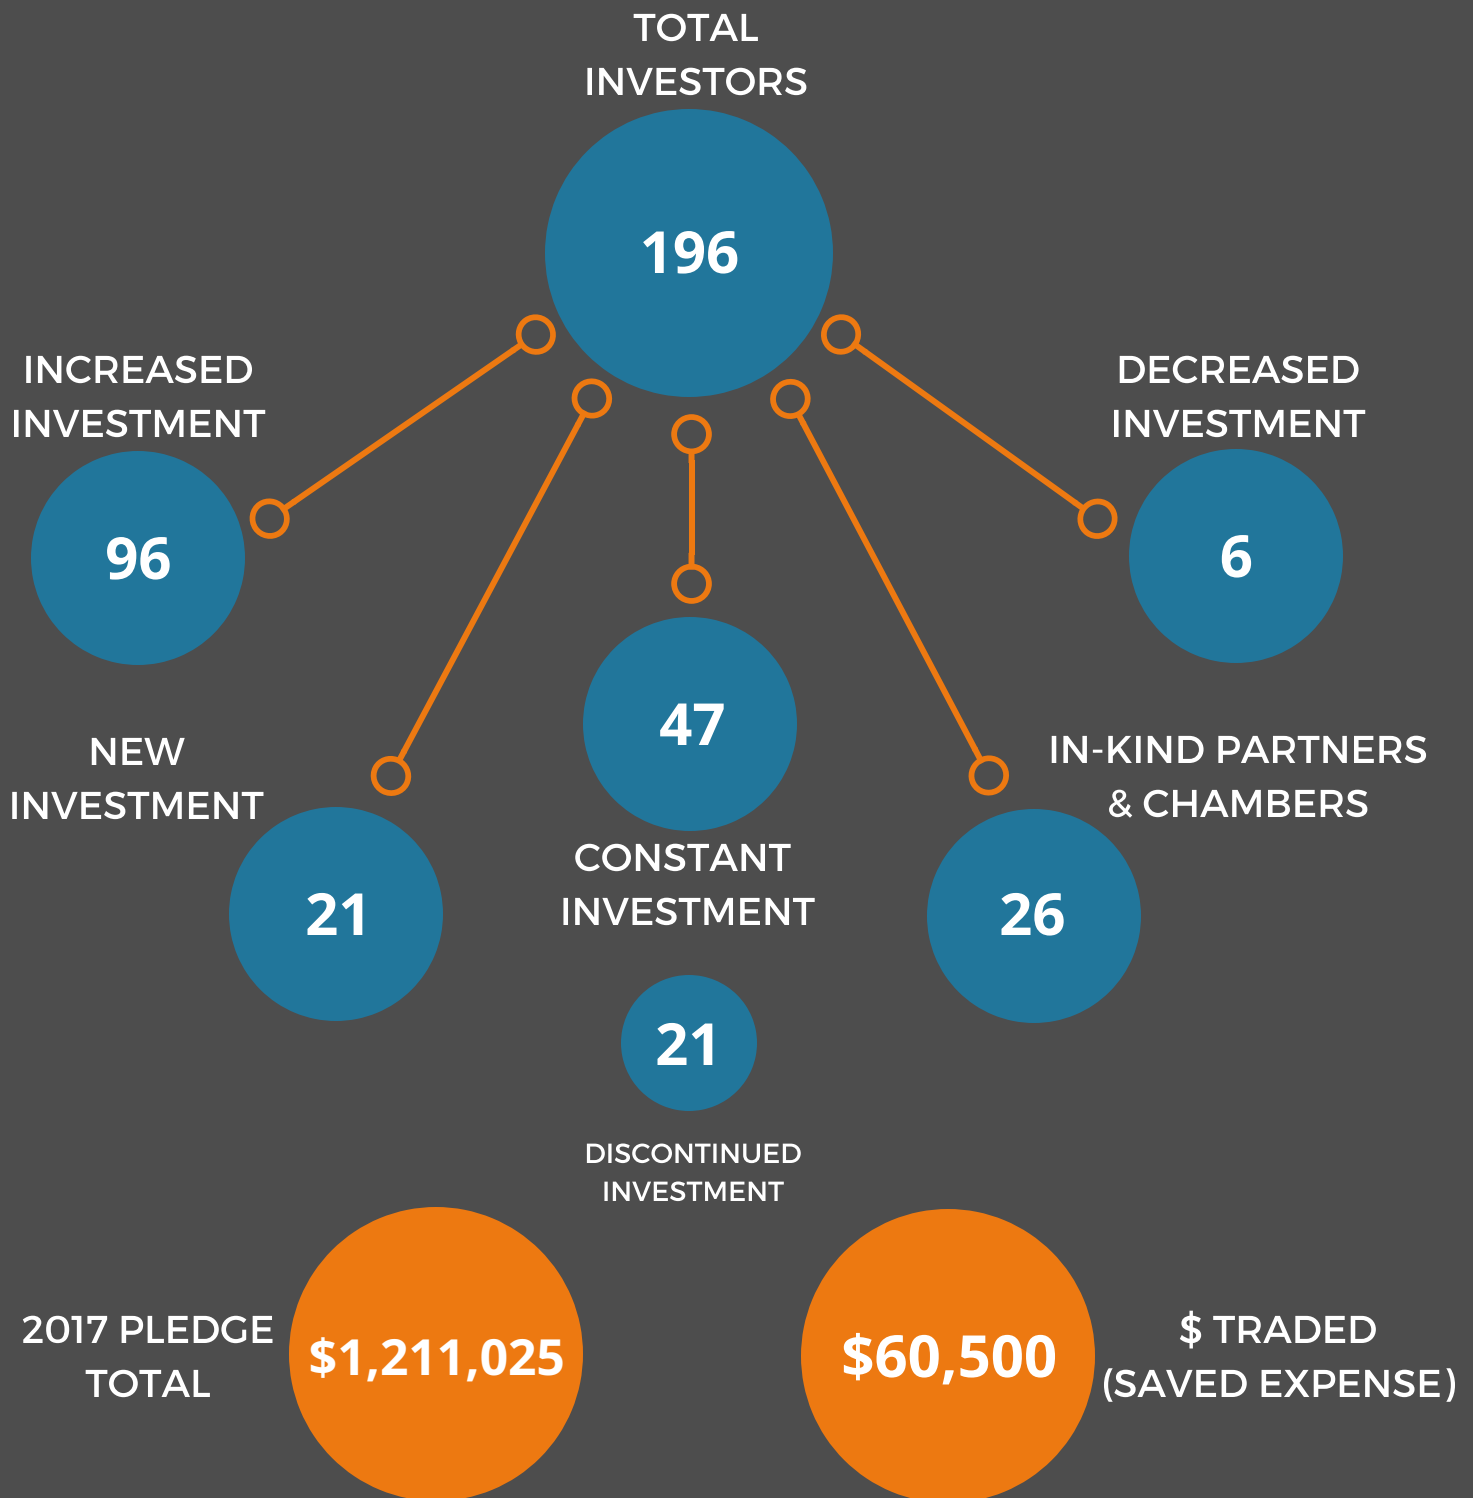 TOTAL
INVESTORS
196
INCREASED
INVESTMENT
96
DECREASED
INVESTMENT
6
NEW
INVESTMENT
21
47
CONSTANT
INVESTMENT
IN-KIND PARTNERS
& CHAMBERS
26
21
DISCONTINUED
INVESTMENT
2017 PLEDGE
TOTAL
$1,211,025
$60,500
$ TRADED
(SAVED EXPENSE)